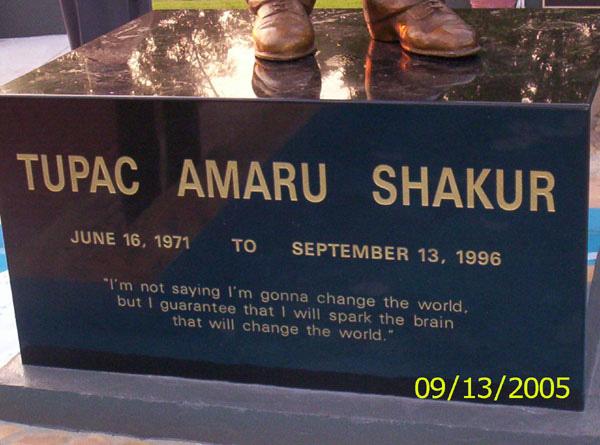 TUPAC AMARU SHAKUR
JUNE 16, 1971 TO SEPTEMBER 13, 1996
"I'm not saying I'm gonna change the world,
but I guarantee that I will spark the brain
that will change the world."
09/13/2005